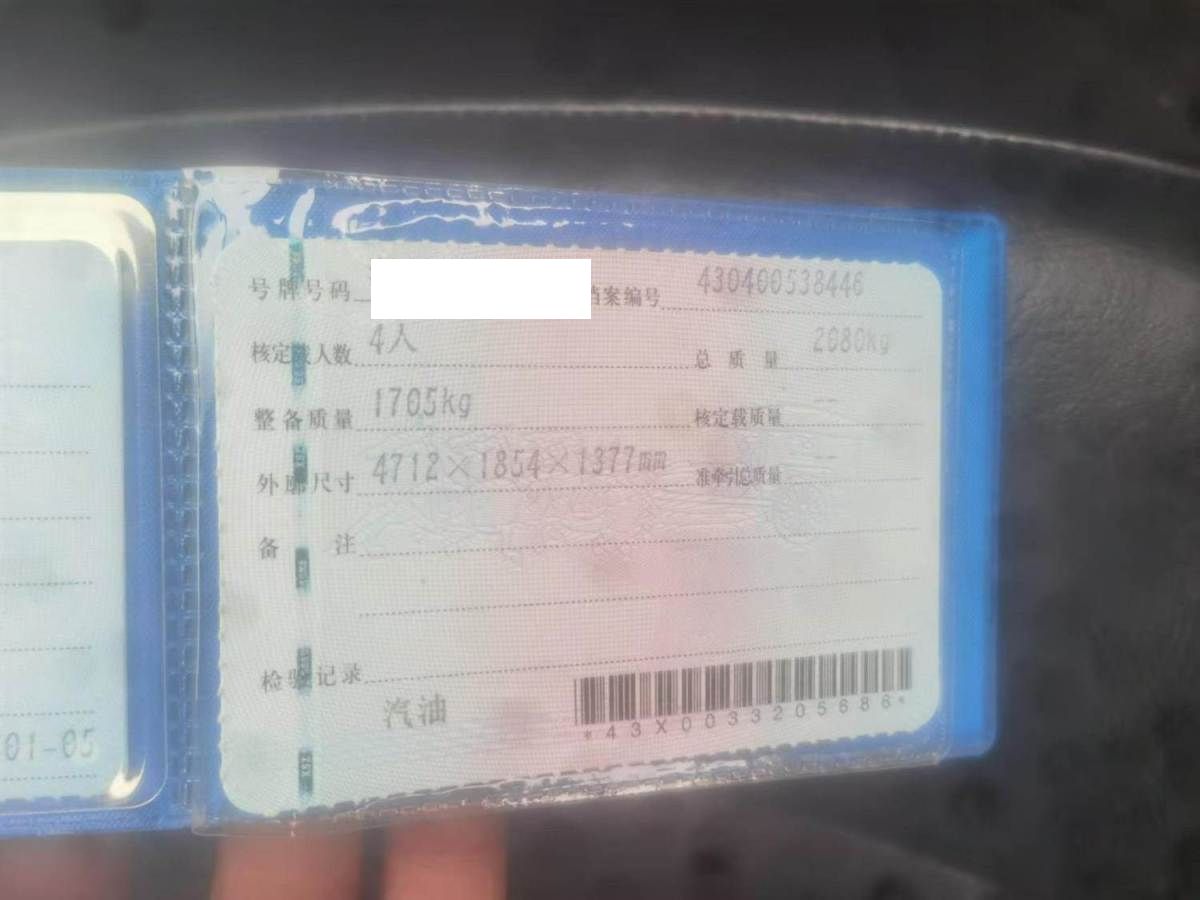 号牌号码 档案编号 430400538446
核定载人数 4人 总质量 2080kg
整备质量 1705kg 核定载质量 --
外廓尺寸 4712×1854×1377mm 准牵引总质量 --
备注
检验记录
汽油
*43X0033205686*
01-05